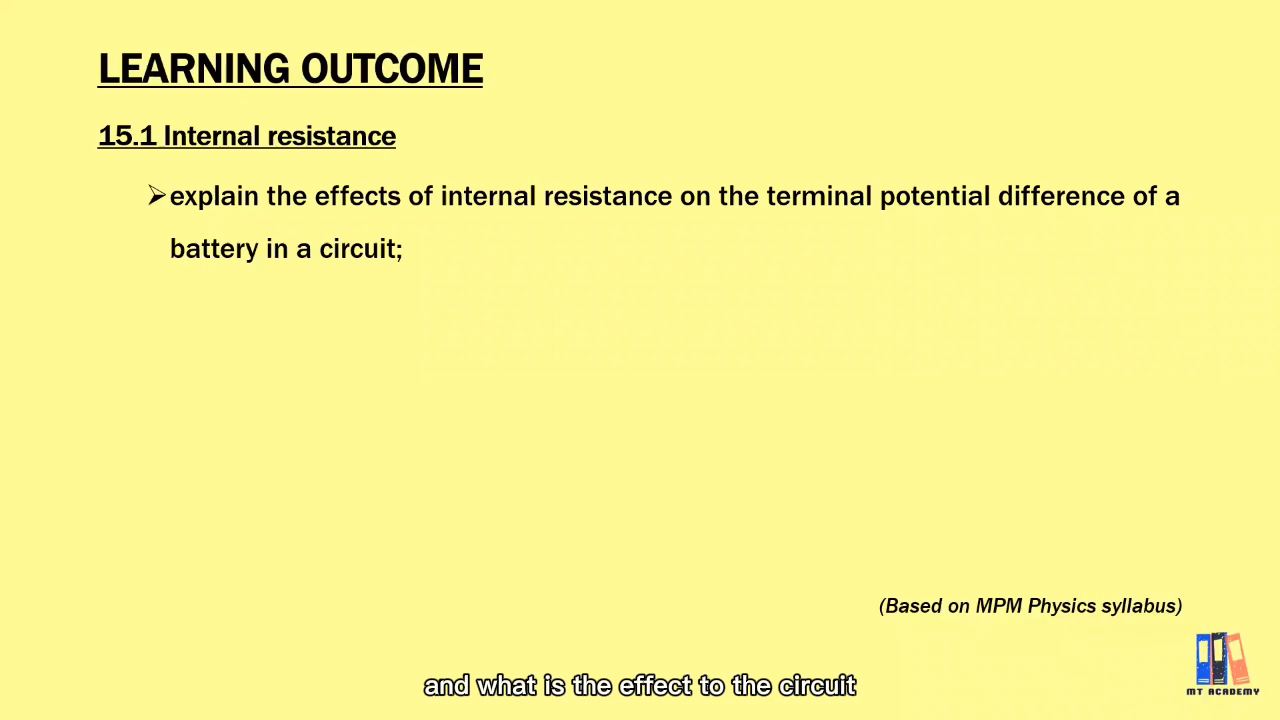 LEARNING OUTCOME
15.1 Internal resistance
➢explain the effects of internal resistance on the terminal potential difference of a
battery in a circuit;
(Based on MPM Physics syllabus)
MT ACADEMY
and what is the effect to the circuit